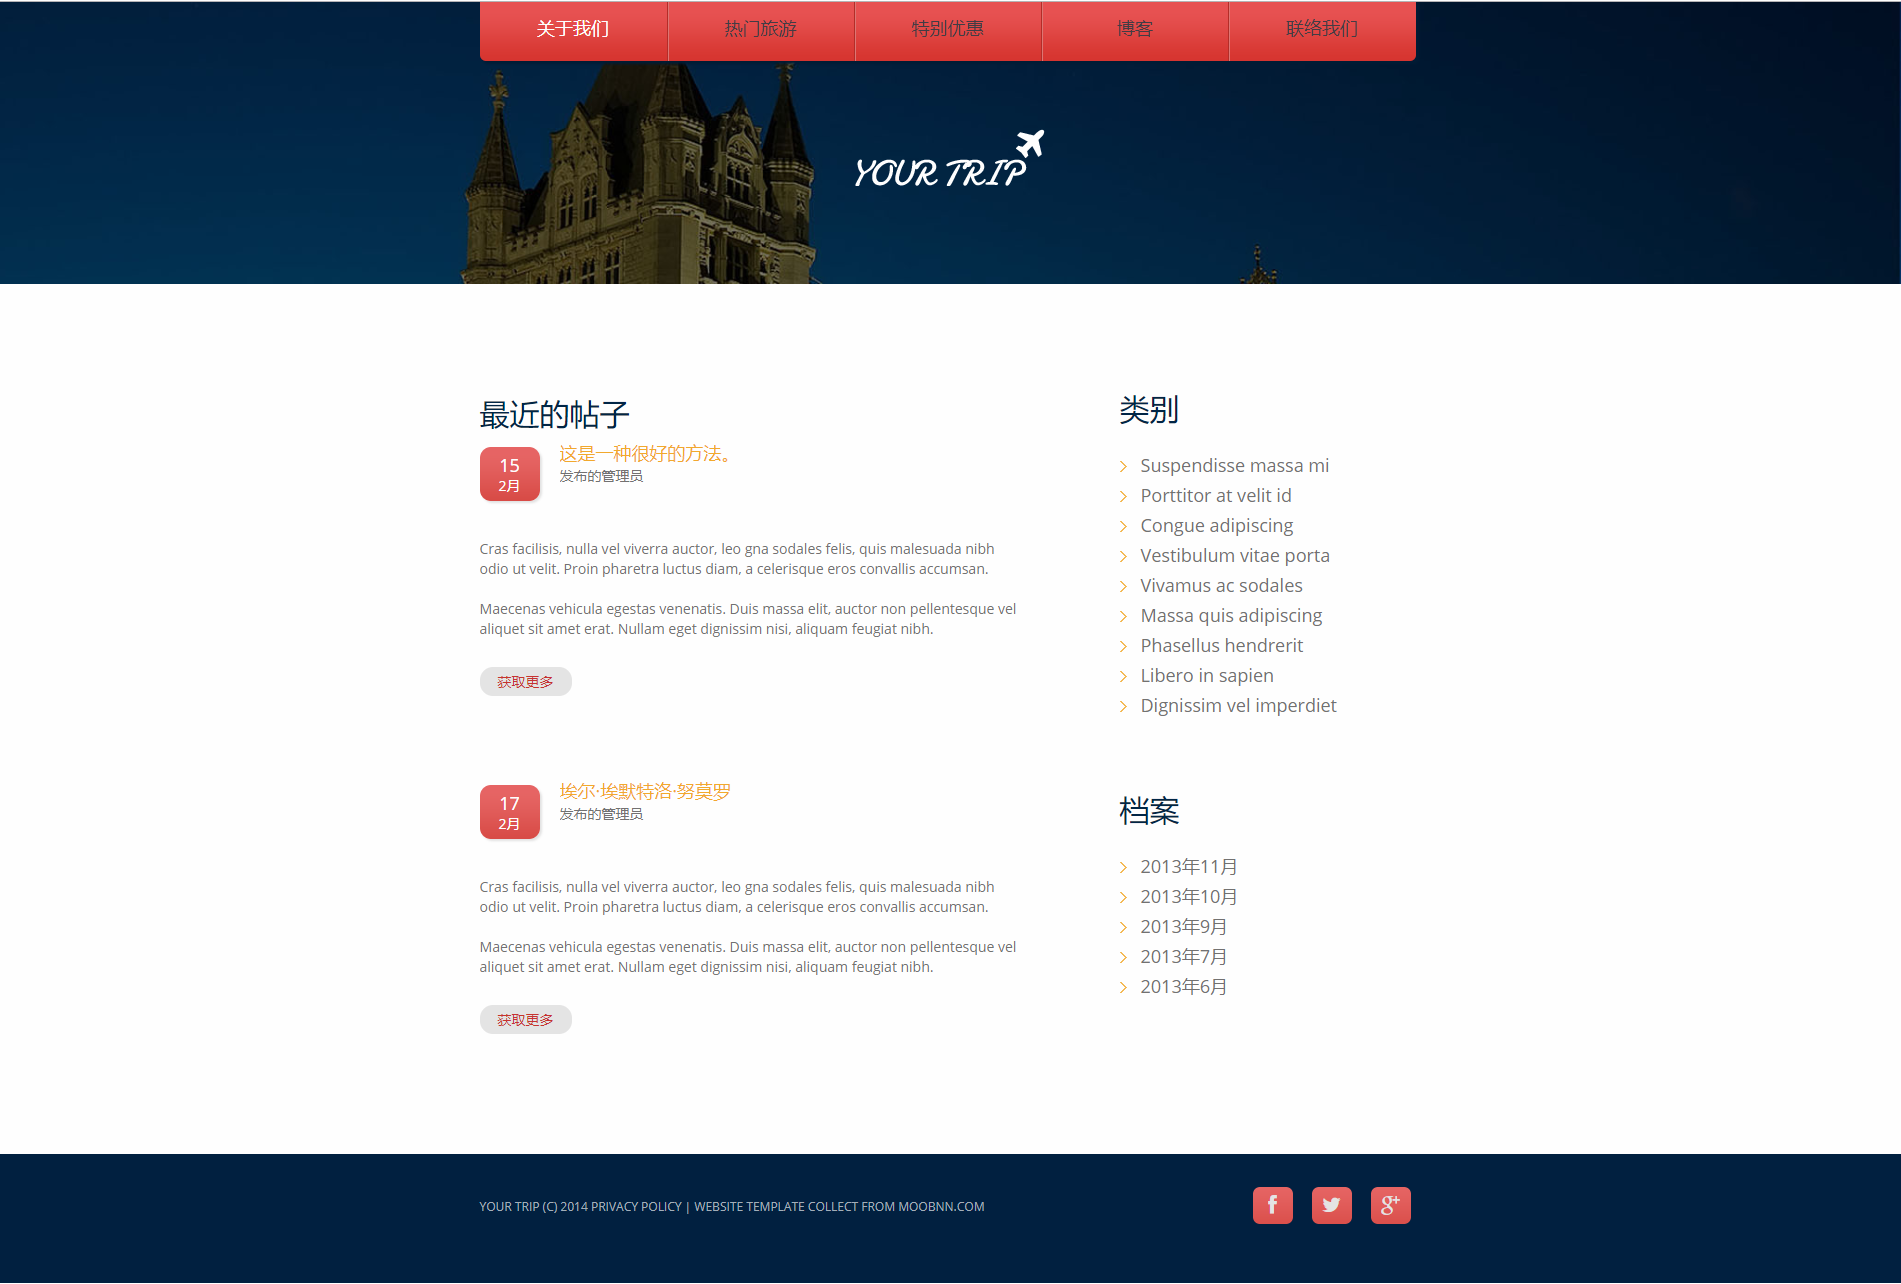 关于我们
热门旅游
特别优惠
博客
联络我们
YOUR TRIP
最近的帖子
15
2月
这是一种很好的方法。
发布的管理员
Cras facilisis, nulla vel viverra auctor, leo gna sodales felis, quis malesuada nibh
odio ut velit. Proin pharetra luctus diam, a celerisque eros convallis accumsan.
Maecenas vehicula egestas venenatis. Duis massa elit, auctor non pellentesque vel
aliquet sit amet erat. Nullam eget dignissim nisi, aliquam feugiat nibh.
获取更多
17
2月
埃尔·埃默特洛·努莫罗
发布的管理员
Cras facilisis, nulla vel viverra auctor, leo gna sodales felis, quis malesuada nibh
odio ut velit. Proin pharetra luctus diam, a celerisque eros convallis accumsan.
Maecenas vehicula egestas venenatis. Duis massa elit, auctor non pellentesque vel
aliquet sit amet erat. Nullam eget dignissim nisi, aliquam feugiat nibh.
获取更多
类别
Suspendisse massa mi
Porttitor at velit id
Congue adipiscing
Vestibulum vitae porta
Vivamus ac sodales
Massa quis adipiscing
Phasellus hendrerit
Libero in sapien
Dignissim vel imperdiet
档案
2013年11月
2013年10月
2013年9月
2013年7月
2013年6月
YOUR TRIP (C) 2014 PRIVACY POLICY | WEBSITE TEMPLATE COLLECT FROM MOOBNN.COM